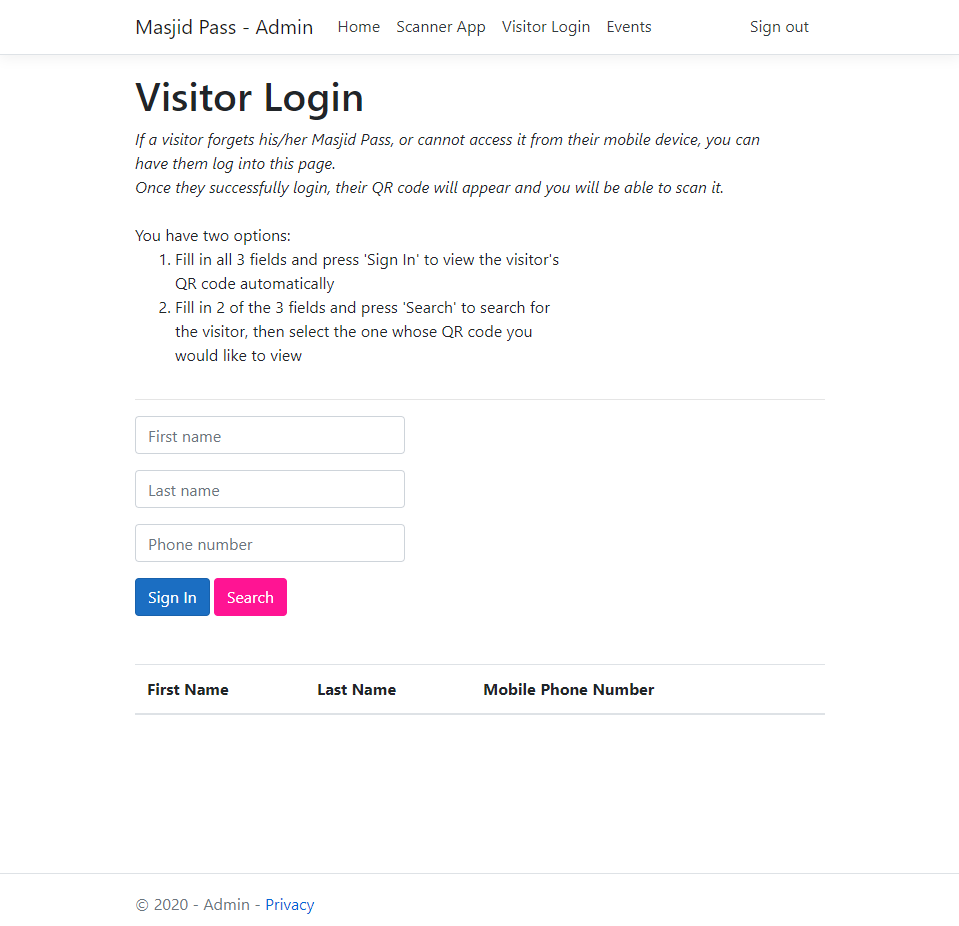 Masjid Pass - Admin Home Scanner App Visitor Login Events Sign out
Visitor Login
If a visitor forgets his/her Masjid Pass, or cannot access it from their mobile device, you can
have them log into this page.
Once they successfully login, their QR code will appear and you will be able to scan it.
You have two options:
1. Fill in all 3 fields and press 'Sign In' to view the visitor's
QR code automatically
2. Fill in 2 of the 3 fields and press 'Search' to search for
the visitor, then select the one whose QR code you
would like to view
First name
Last name
Phone number
Sign In Search
First Name Last Name Mobile Phone Number
© 2020 - Admin - Privacy